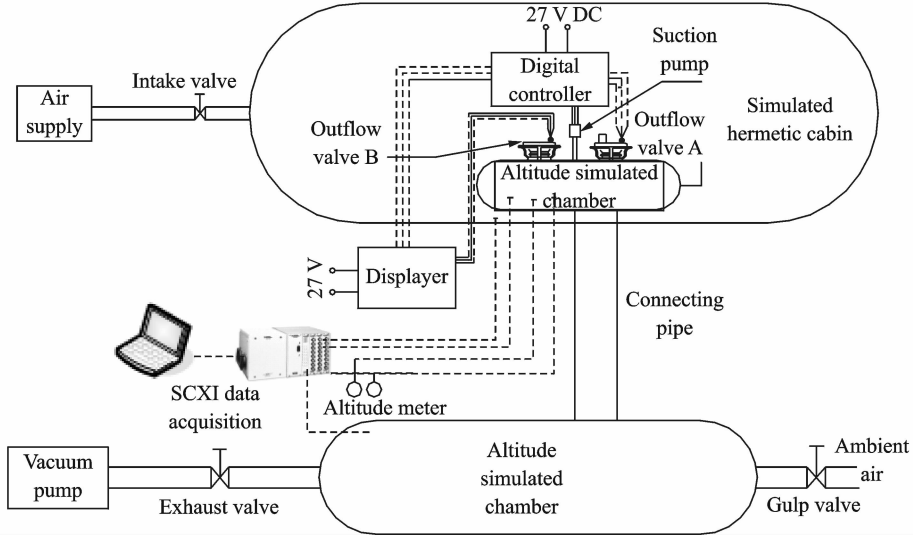 27 V DC
Suction
pump
Digital
controller
Intake valve
Air
supply
Simulated
hermetic cabin
Outflow
valve B
Outflow
valve A
Altitude simulated
chamber
27 V
Displayer
Connecting
pipe
SCXI data
acquisition
Altitude meter
Vacuum
pump
Exhaust valve
Altitude
simulated
chamber
Ambient
air
Gulp valve